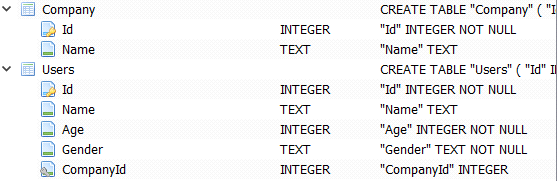 Company CREATE TABLE "Company" ( "I
Id INTEGER "Id" INTEGER NOT NULL
Name TEXT "Name" TEXT
Users CREATE TABLE "Users" ( "Id" I
Id INTEGER "Id" INTEGER NOT NULL
Name TEXT "Name" TEXT
Age INTEGER "Age" INTEGER NOT NULL
Gender TEXT "Gender" TEXT NOT NULL
CompanyId INTEGER "CompanyId" INTEGER